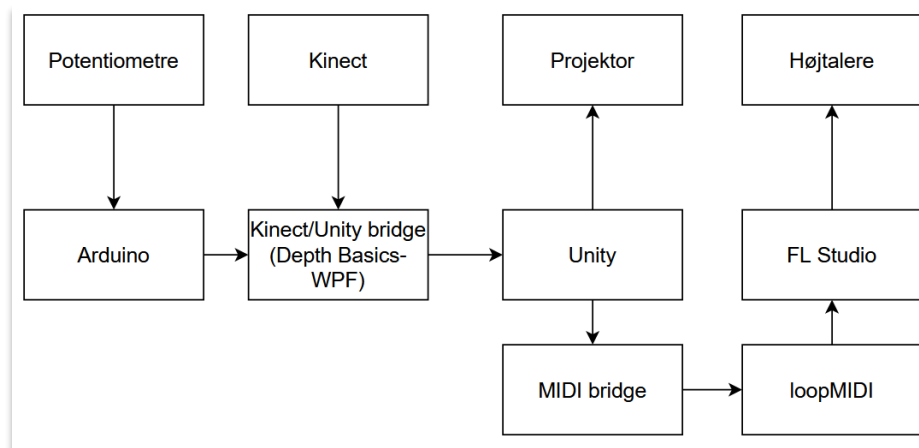 Potentiometre
Kinect
Projektor
Højtalere
Arduino
Kinect/Unity bridge
(Depth Basics-
WPF)
Unity
FL Studio
MIDI bridge
loopMIDI